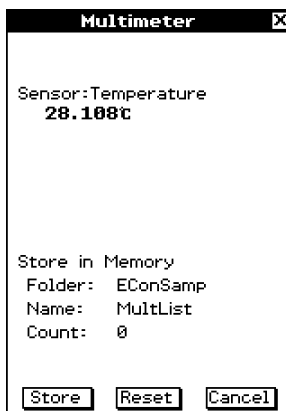 Multimeter X
Sensor:Temperature
28.108℃
Store in Memory
Folder: EConSamp
Name: MultList
Count: 0
Store Reset Cancel